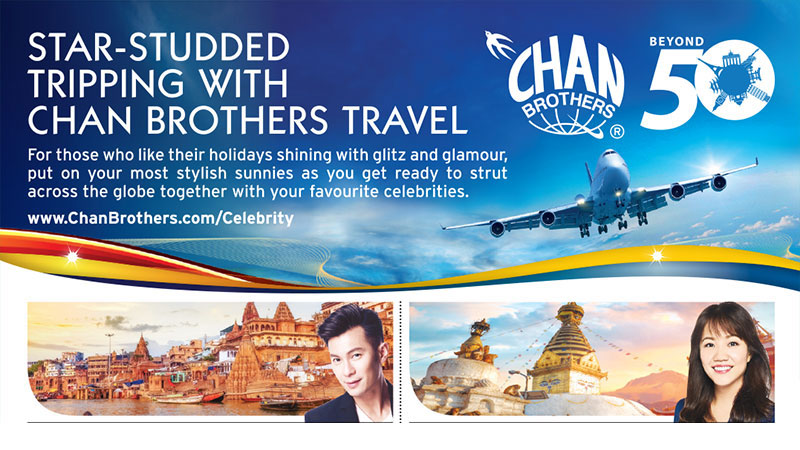 STAR-STUDDED
TRIPPING WITH
CHAN BROTHERS TRAVEL
For those who like their holidays shining with glitz and glamour,
put on your most stylish sunnies as you get ready to strut
across the globe together with your favourite celebrities.
www.ChanBrothers.com/Celebrity
CHAN
BROTHERS
®
BEYOND
50